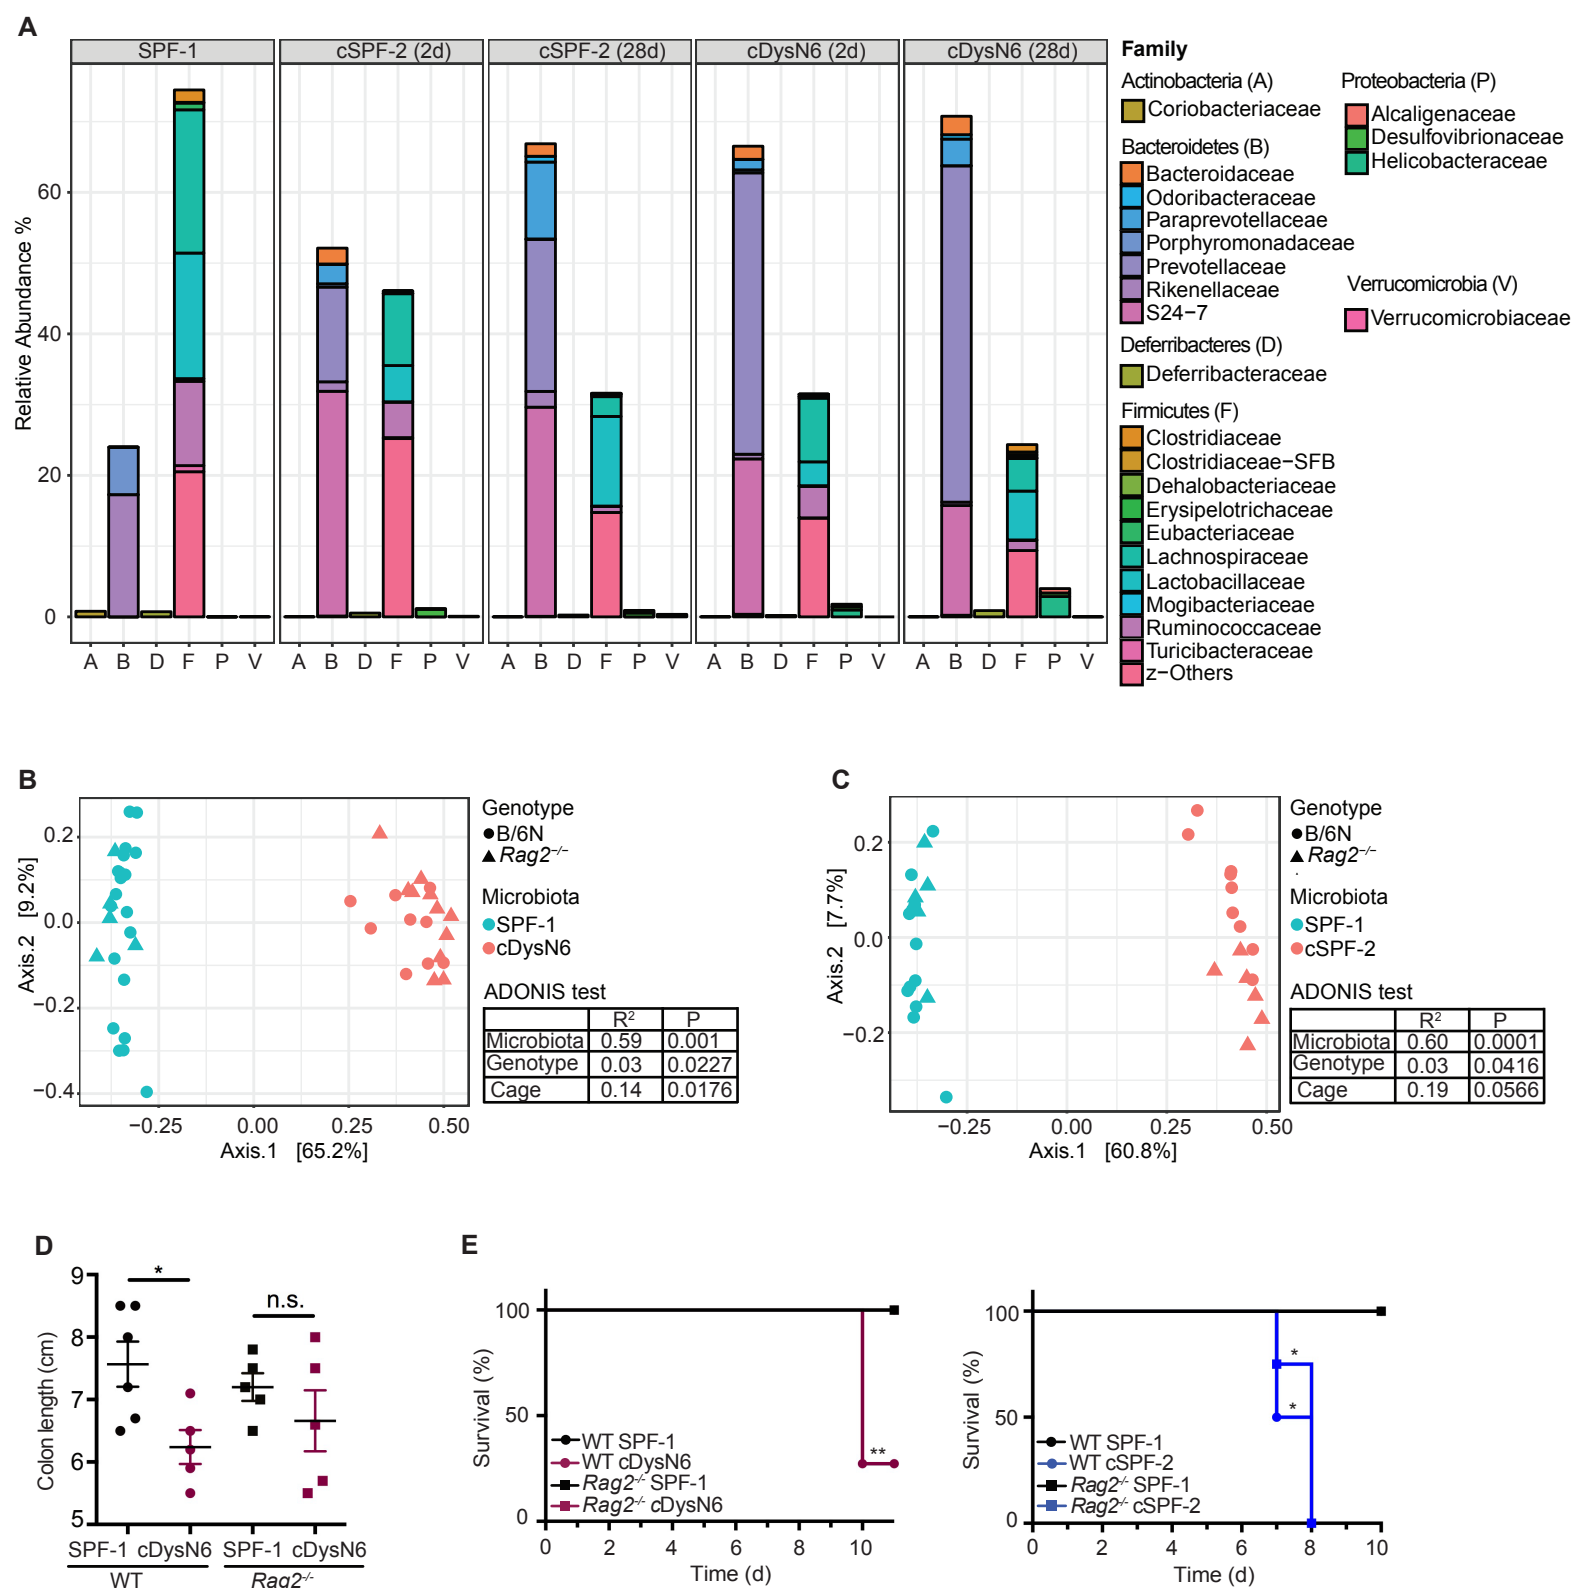 A
SPF-1 cSPF-2 (2d) cSPF-2 (28d) cDysN6 (2d) cDysN6 (28d)
Relative Abundance %
60
40
20
0
A B D F P V A B D F P V A B D F P V A B D F P V A B D F P V
Family
Actinobacteria (A)
Coriobacteriaceae
Bacteroidetes (B)
Bacteroidaceae
Odoribacteraceae
Paraprevotellaceae
Porphyromonadaceae
Prevotellaceae
Rikenellaceae
S24−7
Deferribacteres (D)
Deferribacteraceae
Firmicutes (F)
Clostridiaceae
Clostridiaceae−SFB
Dehalobacteriaceae
Erysipelotrichaceae
Eubacteriaceae
Lachnospiraceae
Lactobacillaceae
Mogibacteriaceae
Ruminococcaceae
Turicibacteraceae
z−Others
Proteobacteria (P)
Alcaligenaceae
Desulfovibrionaceae
Helicobacteraceae
Verrucomicrobia (V)
Verrucomicrobiaceae
B
Axis.2 [9.2%]
0.2
0.0
−0.2
−0.4
−0.25 0.00 0.25 0.50
Axis.1 [65.2%]
Genotype
B/6N
Rag2−/−
Microbiota
SPF-1
cDysN6
ADONIS test
R² P
Microbiota 0.59 0.001
Genotype 0.03 0.0227
Cage 0.14 0.0176
C
Axis.2 [7.7%]
0.2
0.0
−0.2
−0.25 0.00 0.25 0.50
Axis.1 [60.8%]
Genotype
B/6N
Rag2−/−
Microbiota
SPF-1
cSPF-2
ADONIS test
R² P
Microbiota 0.60 0.0001
Genotype 0.03 0.0416
Cage 0.19 0.0566
D
Colon length (cm)
9
8
7
6
5
*
n.s.
SPF-1 cDysN6 SPF-1 cDysN6
WT Rag2-/-
E
Survival (%)
100
50
0
**
WT SPF-1
WT cDysN6
Rag2-/- SPF-1
Rag2-/- cDysN6
0 2 4 6 8 10
Time (d)
Survival (%)
100
50
0
*
*
WT SPF-1
WT cSPF-2
Rag2-/- SPF-1
Rag2-/- cSPF-2
0 2 4 6 8 10
Time (d)